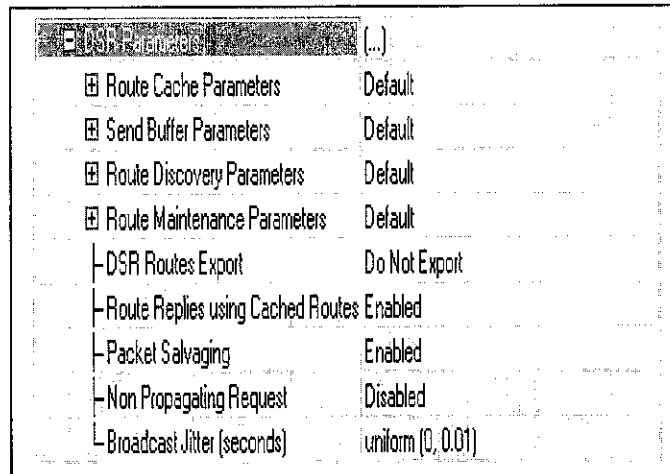 DSR Parameters (...)
Route Cache Parameters Default
Send Buffer Parameters Default
Route Discovery Parameters Default
Route Maintenance Parameters Default
DSR Routes Export Do Not Export
Route Replies using Cached Routes Enabled
Packet Salvaging Enabled
Non Propagating Request Disabled
Broadcast Jitter (seconds) uniform (0, 0.01)